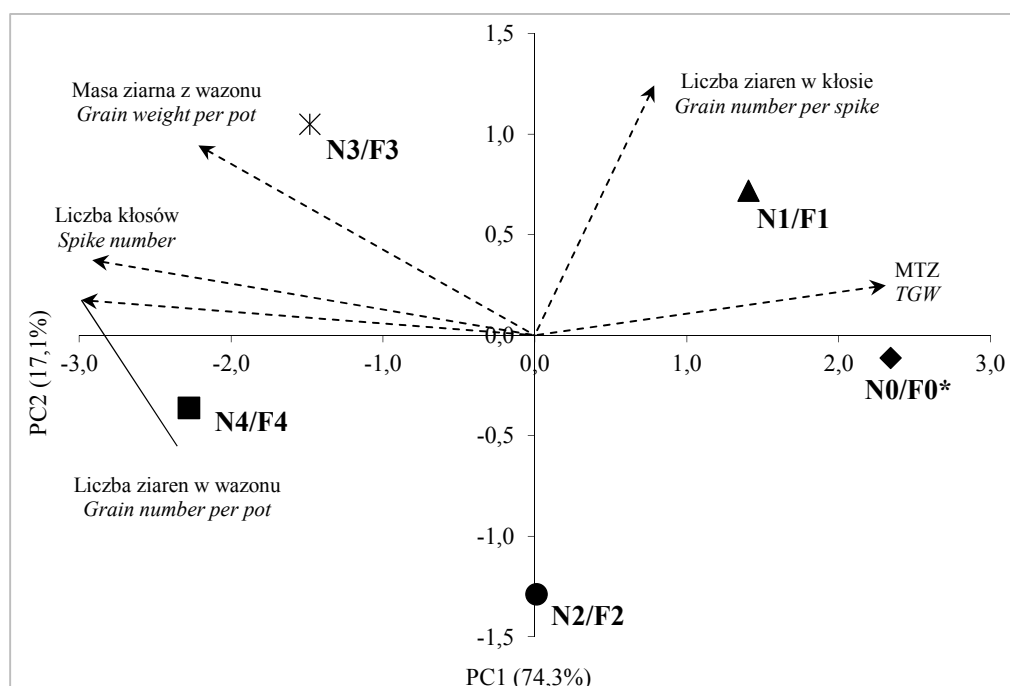 1,5
Masa ziarna z wazonu
Grain weight per pot
Liczba ziaren w kłosie
Grain number per spike
1,0
N3/F3
N1/F1
Liczba kłosów
Spike number
0,5
MTZ
TGW
0,0
-3,0 -2,0 -1,0 0,0 1,0 2,0 3,0
N0/F0*
PC2 (17,1%)
N4/F4
-0,5
Liczba ziaren w wazonu
Grain number per pot
-1,0
N2/F2
-1,5
PC1 (74,3%)